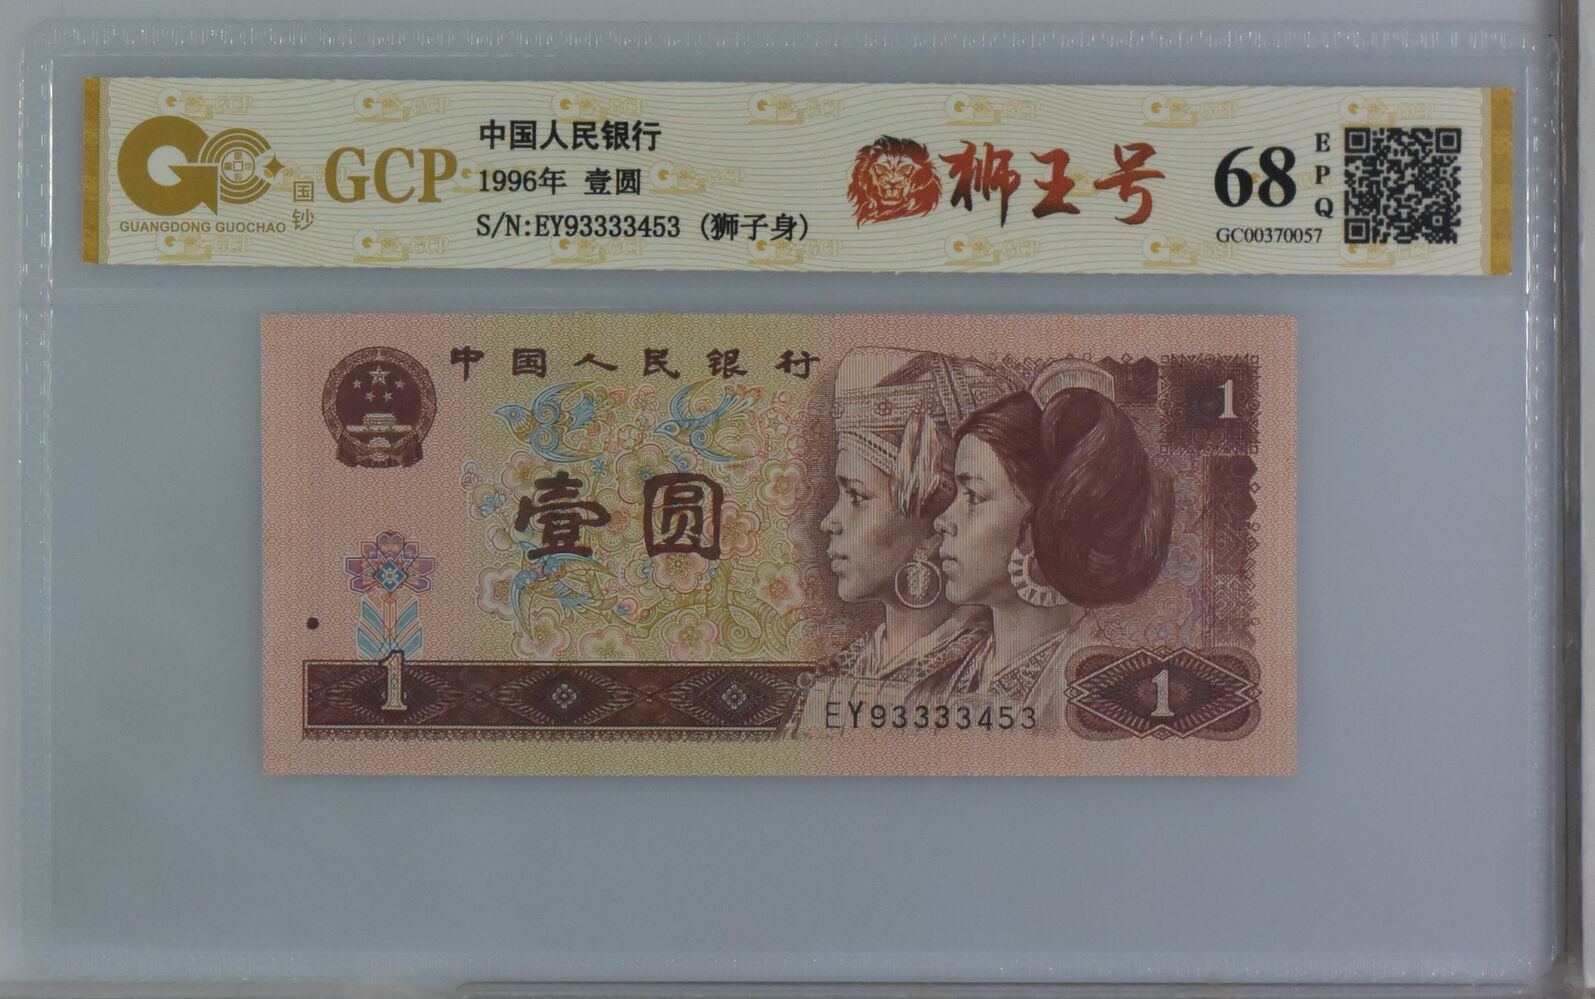 GCP
国钞
GUANGDONG GUOCHAO
中国人民银行
1996年 壹圆
S/N:EY93333453 (狮子身)
狮王号
68
EPQ
GC00370057
中国人民银行
1
壹圆
1
1
EY93333453